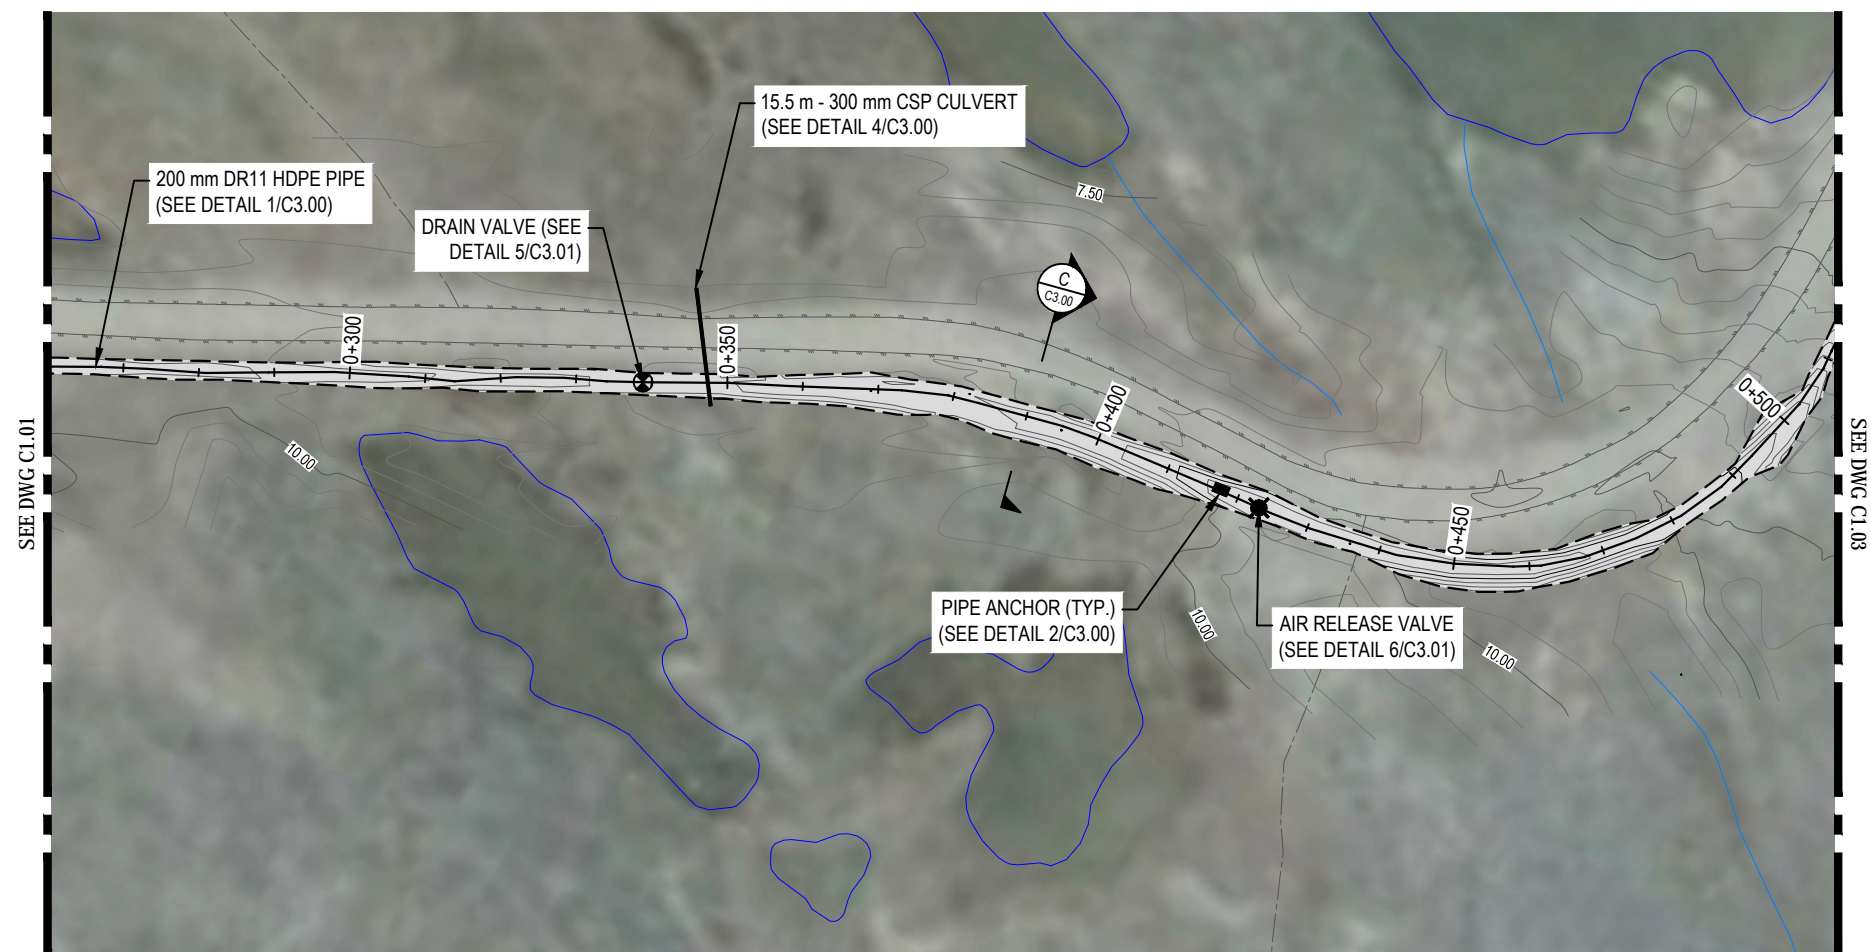 15.5 m - 300 mm CSP CULVERT
(SEE DETAIL 4/C3.00)
200 mm DR11 HDPE PIPE
(SEE DETAIL 1/C3.00)
DRAIN VALVE (SEE
DETAIL 5/C3.01)
7.50
C
C3.00
0+300
0+350
0+400
0+450
0+500
10.00
SEE DWG C1.01
SEE DWG C1.03
PIPE ANCHOR (TYP.)
(SEE DETAIL 2/C3.00)
10.00
AIR RELEASE VALVE
(SEE DETAIL 6/C3.01)
10.00